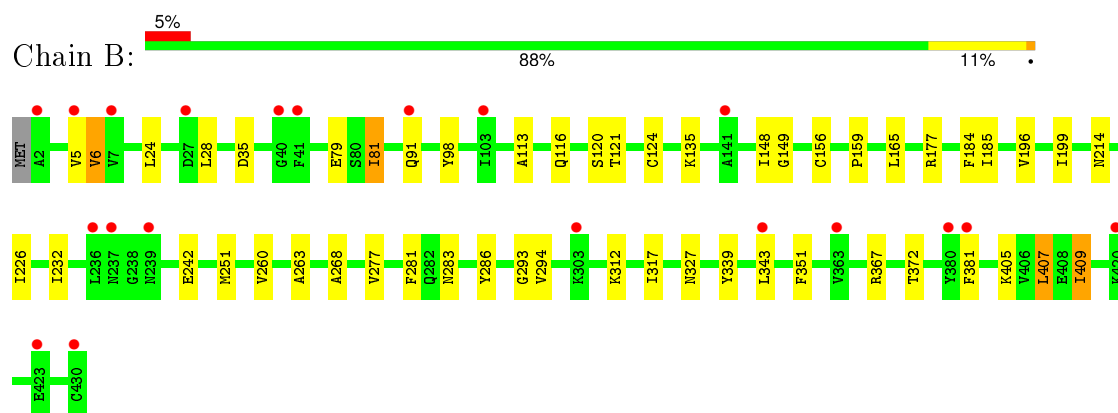 5%
Chain B:
88% 11% •
MET A2 V5 V6 V7 L24 D27 L28 D35 G40 F41 E79 S80 I81 Q91 Y98 I103 A113 Q116 S120 T121 C124 K135 A141 I148 G149 C156 P159 L165 R177 F184 I185 V196 I199 N214
I226 I232 L236 N237 G238 N239 E242 M251 V260 A263 A268 V277 F281 Q282 N283 Y286 G293 V294 K303 K312 I317 N327 Y339 L343 F351 V363 R367 T372 Y380 F381 K405 V406 L407 E408 I409
E423 C430